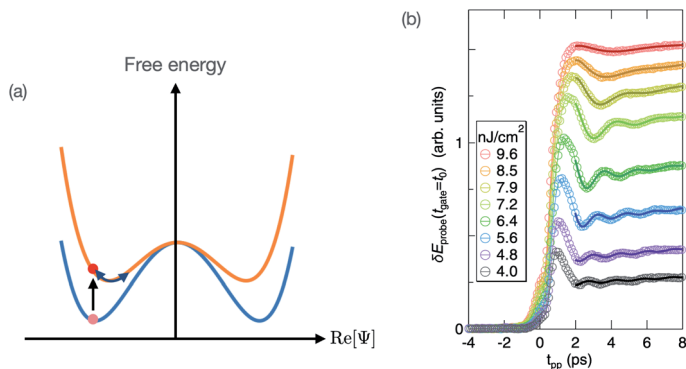 (a)
Free energy
Re[Ψ]
(b)
δE_probe(t_gate=t_0) (arb. units)
1
0
nJ/cm²
9.6
8.5
7.9
7.2
6.4
5.6
4.8
4.0
-4 -2 0 2 4 6 8
t_pp (ps)